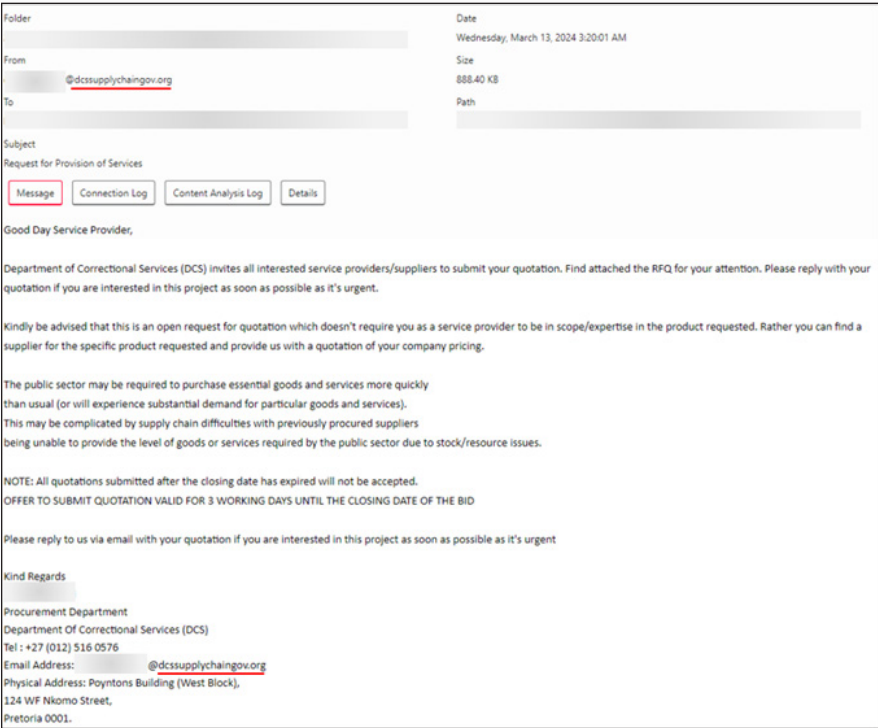 Folder
Date
Wednesday, March 13, 2024 3:20:01 AM
From
Size
@dcssupplychaingov.org
888.40 KB
To
Path
Subject
Request for Provision of Services
Message
Connection Log
Content Analysis Log
Details
Good Day Service Provider,
Department of Correctional Services (DCS) invites all interested service providers/suppliers to submit your quotation. Find attached the RFQ for your attention. Please reply with your
quotation if you are interested in this project as soon as possible as it's urgent.
Kindly be advised that this is an open request for quotation which doesn't require you as a service provider to be in scope/expertise in the product requested. Rather you can find a
supplier for the specific product requested and provide us with a quotation of your company pricing.
The public sector may be required to purchase essential goods and services more quickly
than usual (or will experience substantial demand for particular goods and services).
This may be complicated by supply chain difficulties with previously procured suppliers
being unable to provide the level of goods or services required by the public sector due to stock/resource issues.
NOTE: All quotations submitted after the closing date has expired will not be accepted.
OFFER TO SUBMIT QUOTATION VALID FOR 3 WORKING DAYS UNTIL THE CLOSING DATE OF THE BID
Please reply to us via email with your quotation if you are interested in this project as soon as possible as it's urgent
Kind Regards
Procurement Department
Department Of Correctional Services (DCS)
Tel : +27 (012) 516 0576
Email Address: @dcssupplychaingov.org
Physical Address: Poyntons Building (West Block),
124 WF Nkomo Street,
Pretoria 0001.